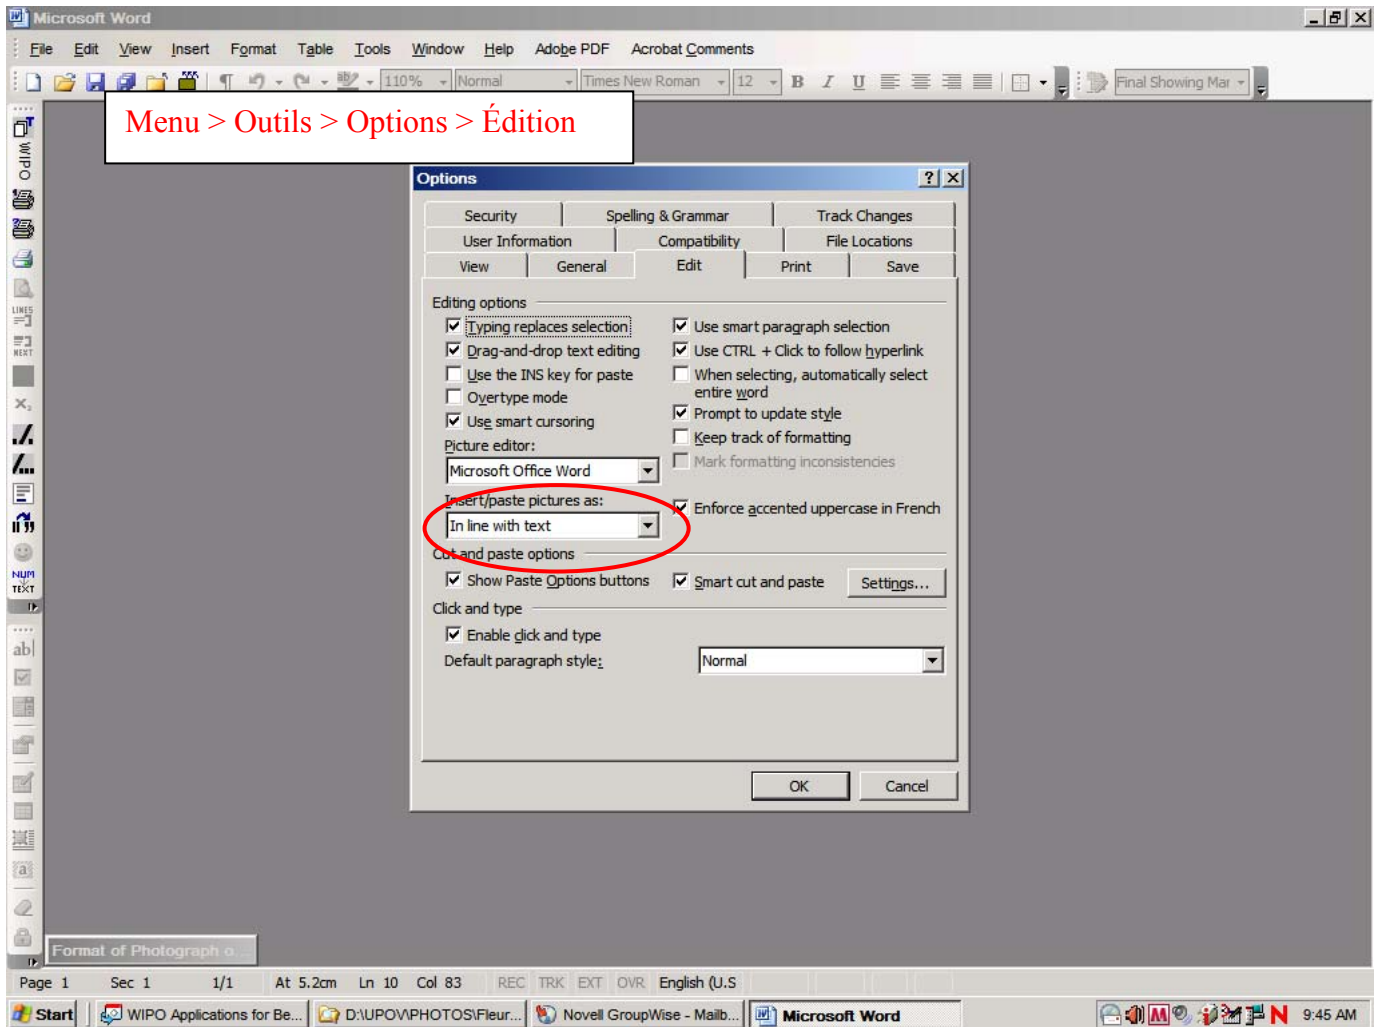 Microsoft Word
File Edit View Insert Format Table Tools Window Help Adobe PDF Acrobat Comments
110% Normal Times New Roman 12 B I U Final Showing Mar
Menu > Outils > Options > Édition
WIPO
LINES
NEXT
NUM
TEXT
ab
a
Options
Security Spelling & Grammar Track Changes
User Information Compatibility File Locations
View General Edit Print Save
Editing options
Typing replaces selection
Drag-and-drop text editing
Use the INS key for paste
Overtype mode
Use smart cursoring
Picture editor:
Microsoft Office Word
Insert/paste pictures as:
In line with text
Use smart paragraph selection
Use CTRL + Click to follow hyperlink
When selecting, automatically select
entire word
Prompt to update style
Keep track of formatting
Mark formatting inconsistencies
Enforce accented uppercase in French
Cut and paste options
Show Paste Options buttons Smart cut and paste Settings...
Click and type
Enable click and type
Default paragraph style: Normal
OK Cancel
Format of Photograph o...
Page 1 Sec 1 1/1 At 5.2cm Ln 10 Col 83 REC TRK EXT OVR English (U.S
Start WIPO Applications for Be... D:\UPOV\PHOTOS\Fleur... Novell GroupWise - Mailb... Microsoft Word 9:45 AM